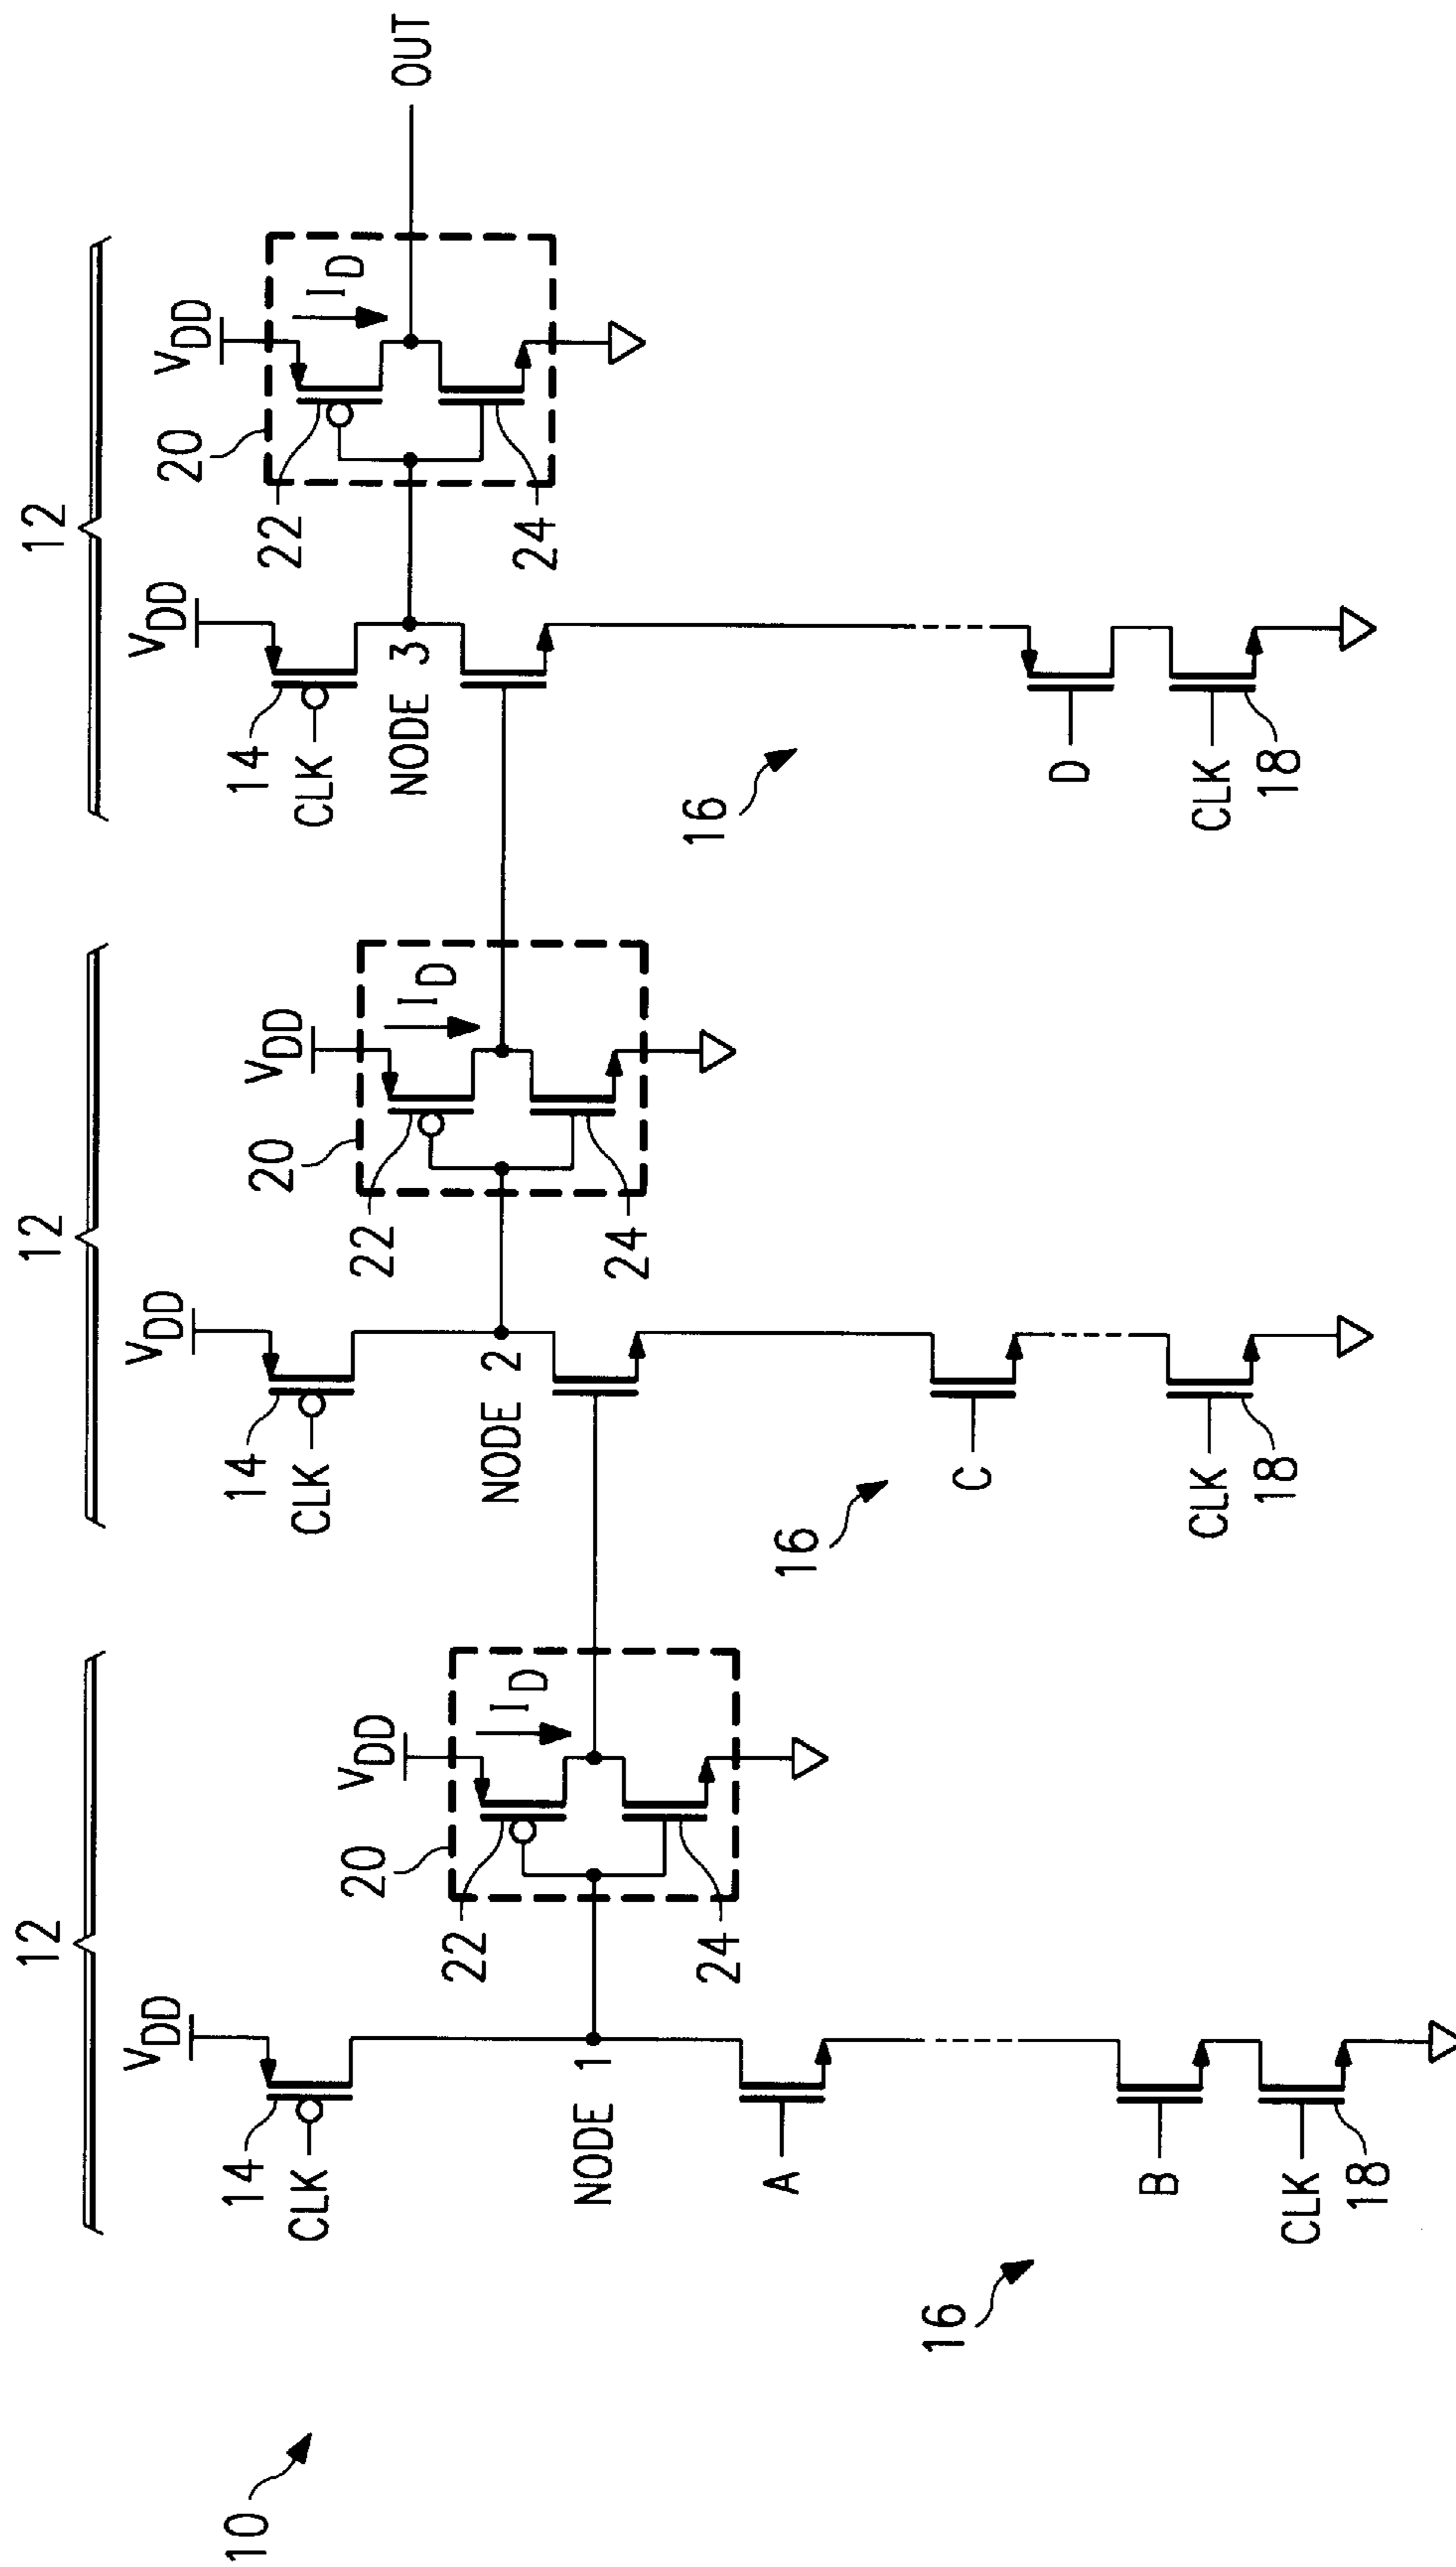 12
12
12
V_DD
V_DD
V_DD
V_DD
V_DD
V_DD
14
CLK
NODE 1
A
B
CLK
18
16
20
22
24
I_D
14
CLK
NODE 2
C
CLK
18
16
20
22
24
I_D
14
CLK
NODE 3
D
CLK
18
16
20
22
24
I_D
OUT
10